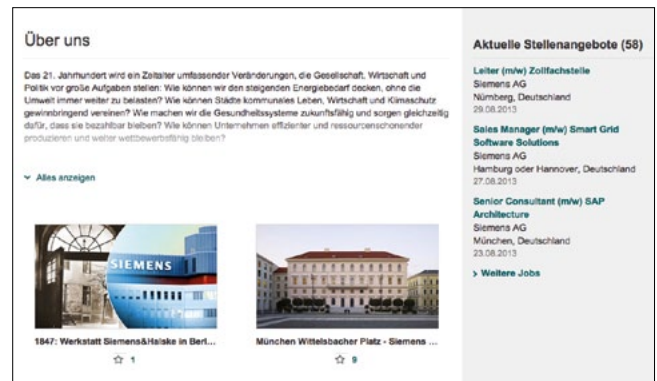 Über uns
Das 21. Jahrhundert wird ein Zeitalter umfassender Veränderungen, die Gesellschaft, Wirtschaft und
Politik vor große Aufgaben stellen: Wie können wir den steigenden Energiebedarf decken, ohne die
Umwelt immer weiter zu belasten? Wie können Städte kommunales Leben, Wirtschaft und Klimaschutz
gewinnbringend vereinen? Wie machen wir die Gesundheitssysteme zukunftsfähig und sorgen gleichzeitig
dafür, dass sie bezahlbar bleiben? Wie können Unternehmen effizienter und ressourcenschonender
produzieren und weiter wettbewerbsfähig bleiben?
Alles anzeigen
SIEMENS
1847: Werkstatt Siemens&Halske in Berl...
1
München Wittelsbacher Platz - Siemens ...
9
Aktuelle Stellenangebote (58)
Leiter (m/w) Zollfachstelle
Siemens AG
Nürnberg, Deutschland
29.08.2013
Sales Manager (m/w) Smart Grid
Software Solutions
Siemens AG
Hamburg oder Hannover, Deutschland
27.08.2013
Senior Consultant (m/w) SAP
Architecture
Siemens AG
München, Deutschland
23.08.2013
› Weitere Jobs